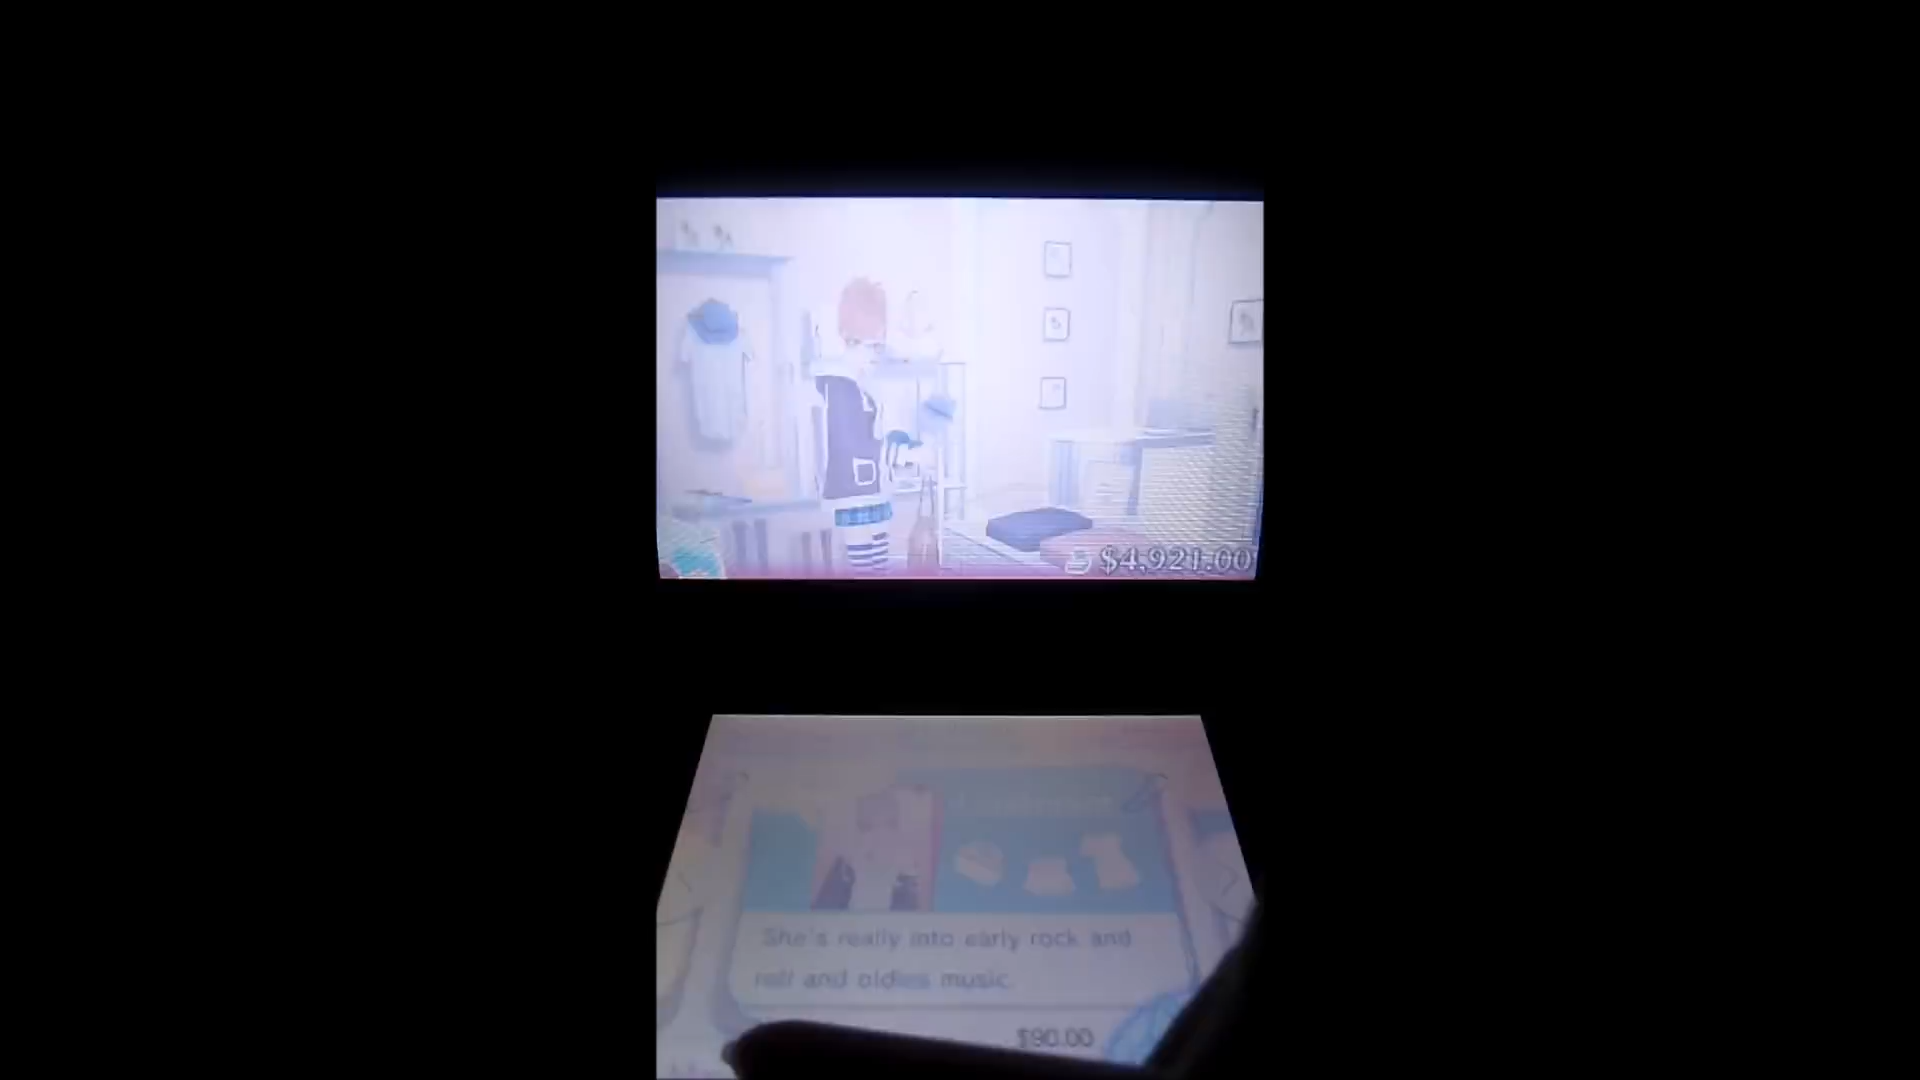 $4,921.00
She's really into early rock and
roll and oldies music.
$90.00